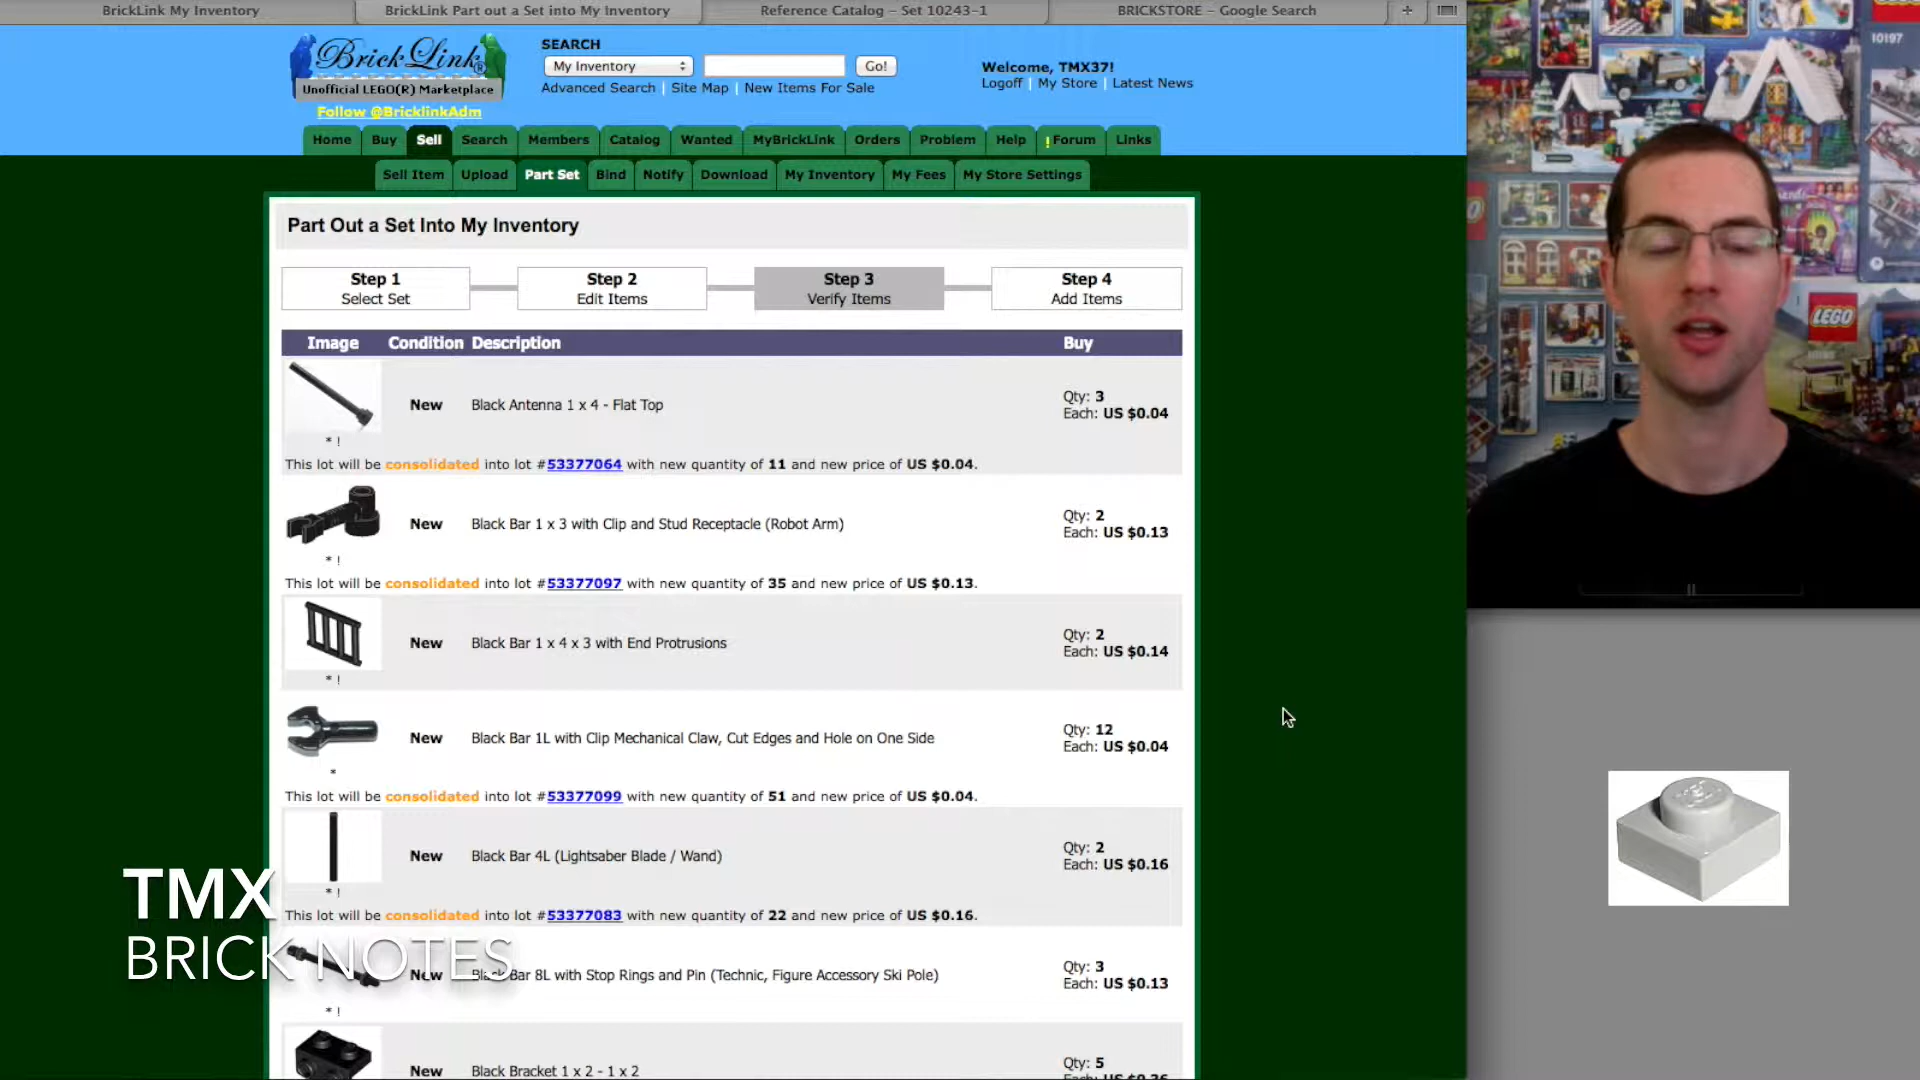 BrickLink My Inventory
BrickLink Part out a Set into My Inventory
Reference Catalog – Set 10243-1
BRICKSTORE – Google Search
+
BrickLink®
Unofficial LEGO(R) Marketplace
Follow @BricklinkAdm
SEARCH
My Inventory
Go!
Advanced Search | Site Map | New Items For Sale
Welcome, TMX37!
Logoff | My Store | Latest News
Home Buy Sell Search Members Catalog Wanted MyBrickLink Orders Problem Help !Forum Links
Sell Item Upload Part Set Bind Notify Download My Inventory My Fees My Store Settings
Part Out a Set Into My Inventory
Step 1
Select Set
Step 2
Edit Items
Step 3
Verify Items
Step 4
Add Items
Image Condition Description Buy
New Black Antenna 1 x 4 - Flat Top
Qty: 3
Each: US $0.04
* !
This lot will be consolidated into lot #53377064 with new quantity of 11 and new price of US $0.04.
New Black Bar 1 x 3 with Clip and Stud Receptacle (Robot Arm)
Qty: 2
Each: US $0.13
* !
This lot will be consolidated into lot #53377097 with new quantity of 35 and new price of US $0.13.
New Black Bar 1 x 4 x 3 with End Protrusions
Qty: 2
Each: US $0.14
* !
New Black Bar 1L with Clip Mechanical Claw, Cut Edges and Hole on One Side
Qty: 12
Each: US $0.04
*
This lot will be consolidated into lot #53377099 with new quantity of 51 and new price of US $0.04.
New Black Bar 4L (Lightsaber Blade / Wand)
Qty: 2
Each: US $0.16
* !
This lot will be consolidated into lot #53377083 with new quantity of 22 and new price of US $0.16.
New Black Bar 8L with Stop Rings and Pin (Technic, Figure Accessory Ski Pole)
Qty: 3
Each: US $0.13
* !
New Black Bracket 1 x 2 - 1 x 2
Qty: 5
TMX
BRICK NOTES
10197
LEGO